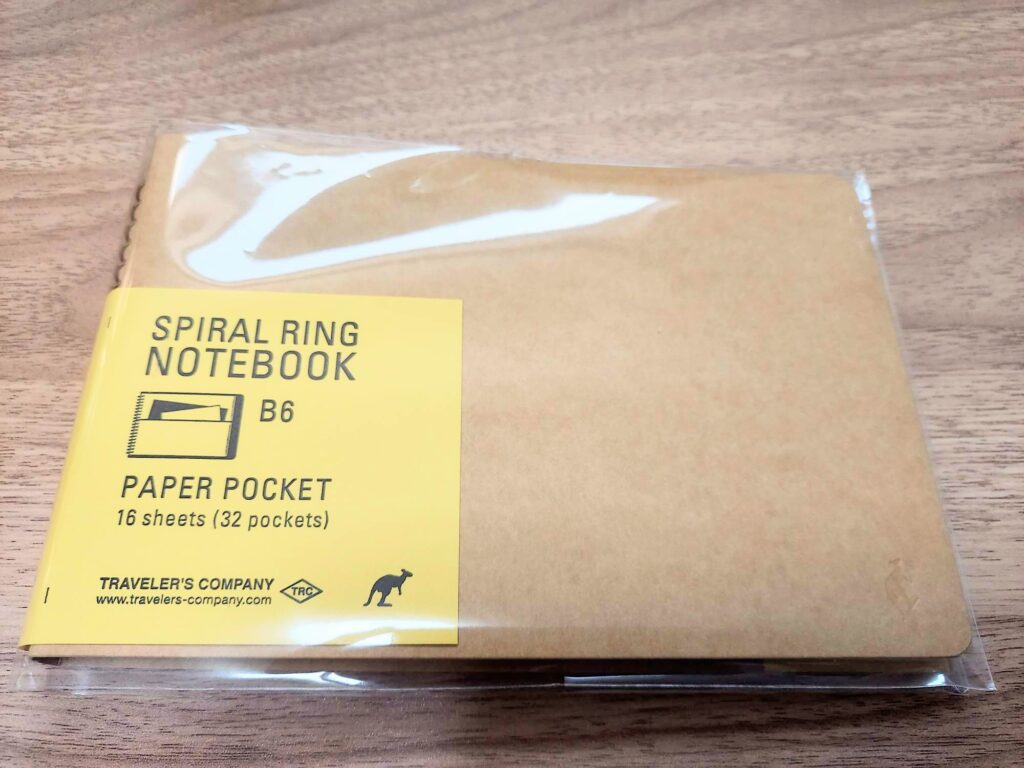 SPIRAL RING
NOTEBOOK
B6
PAPER POCKET
16 sheets (32 pockets)
TRAVELER'S COMPANY
www.travelers-company.com
TRC